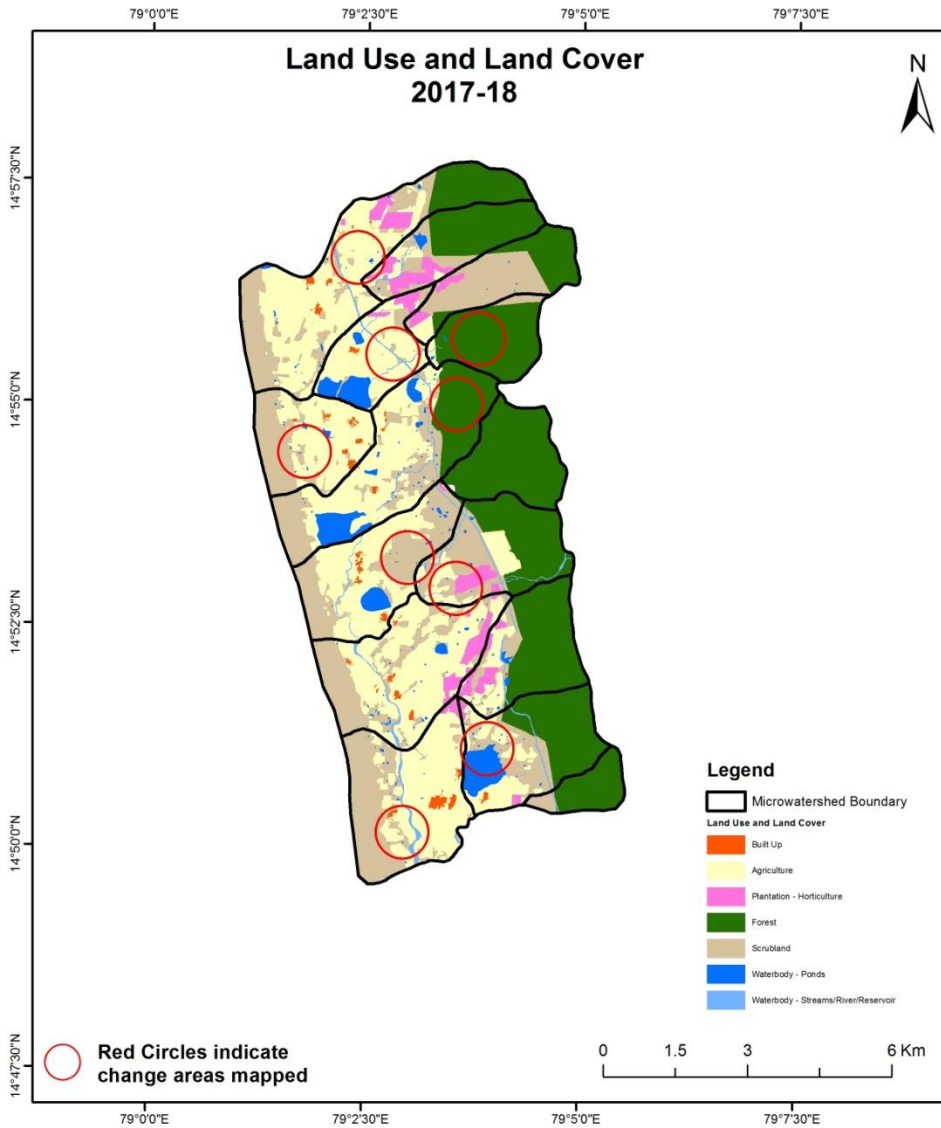 79°0'0"E 79°2'30"E 79°5'0"E 79°7'30"E
Land Use and Land Cover
2017-18
N
14°57'30"N
14°55'0"N
14°52'30"N
14°50'0"N
14°47'30"N
Legend
Microwatershed Boundary
Land Use and Land Cover
Built Up
Agriculture
Plantation - Horticulture
Forest
Scrubland
Waterbody - Ponds
Waterbody - Streams/River/Reservoir
Red Circles indicate
change areas mapped
0 1.5 3 6 Km
79°0'0"E 79°2'30"E 79°5'0"E 79°7'30"E